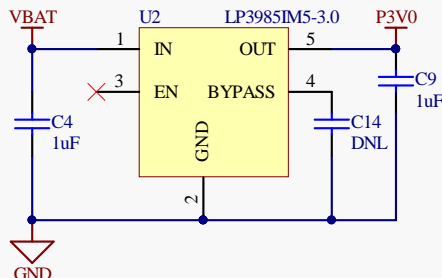 VBAT
U2
LP3985IM5-3.0
P3V0
1
IN
OUT
5
3
EN
BYPASS
4
C9
1uF
C4
1uF
GND
C14
DNL
2
GND